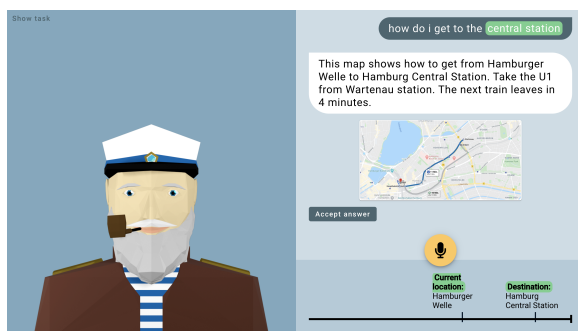 Show task
how do i get to the central station
This map shows how to get from Hamburger
Welle to Hamburg Central Station. Take the U1
from Wartenau station. The next train leaves in
4 minutes.
Accept answer
Current
location:
Hamburger
Welle
Destination:
Hamburg
Central Station